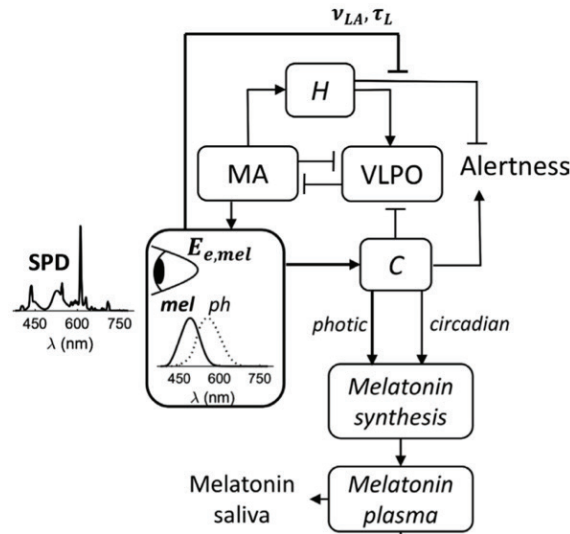 ν_LA, τ_L
H
MA
VLPO
Alertness
E_e,mel
C
SPD
mel ph
photic
circadian
450 600 750
λ (nm)
450 600 750
λ (nm)
Melatonin
synthesis
Melatonin
saliva
Melatonin
plasma